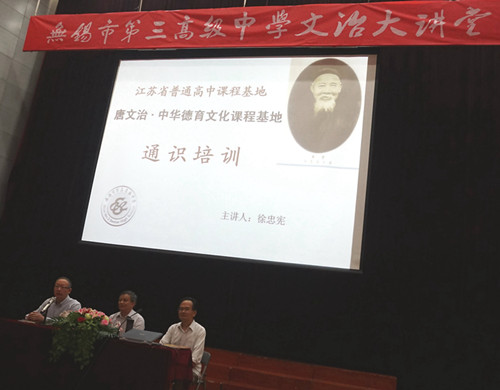 無錫市第三高级中學文治大讲堂
江苏省普通高中课程基地
唐文治·中华德育文化课程基地
通识培训
主讲人：徐忠宪